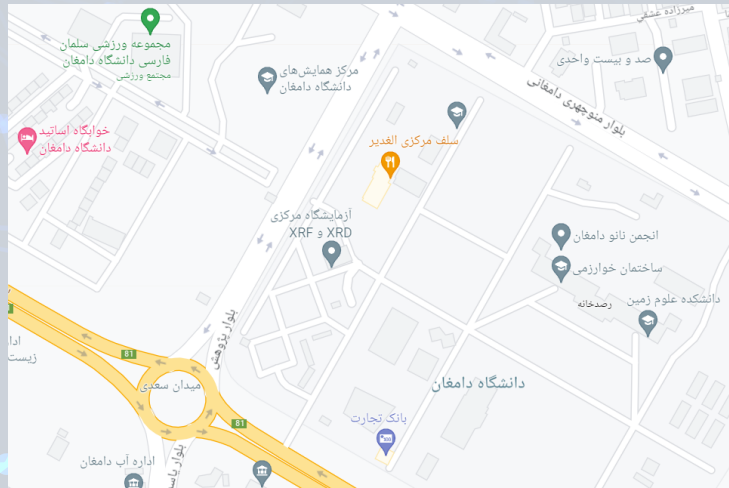 میرزاده عشقی
مجموعه ورزشی سلمان
فارسی دانشگاه دامغان
مجتمع ورزشی
صد و بیست واحدی
مرکز همایش‌های
دانشگاه دامغان
بلوار منوچهری دامغانی
خوابگاه اساتید
دانشگاه دامغان
سلف مرکزی الغدیر
آزمایشگاه مرکزی
XRD و XRF
انجمن نانو دامغان
ساختمان خوارزمی
دانشکده علوم زمین
رصدخانه
بلوار پژوهش
81
میدان سعدی
دانشگاه دامغان
81
بانک تجارت
اداره آب دامغان